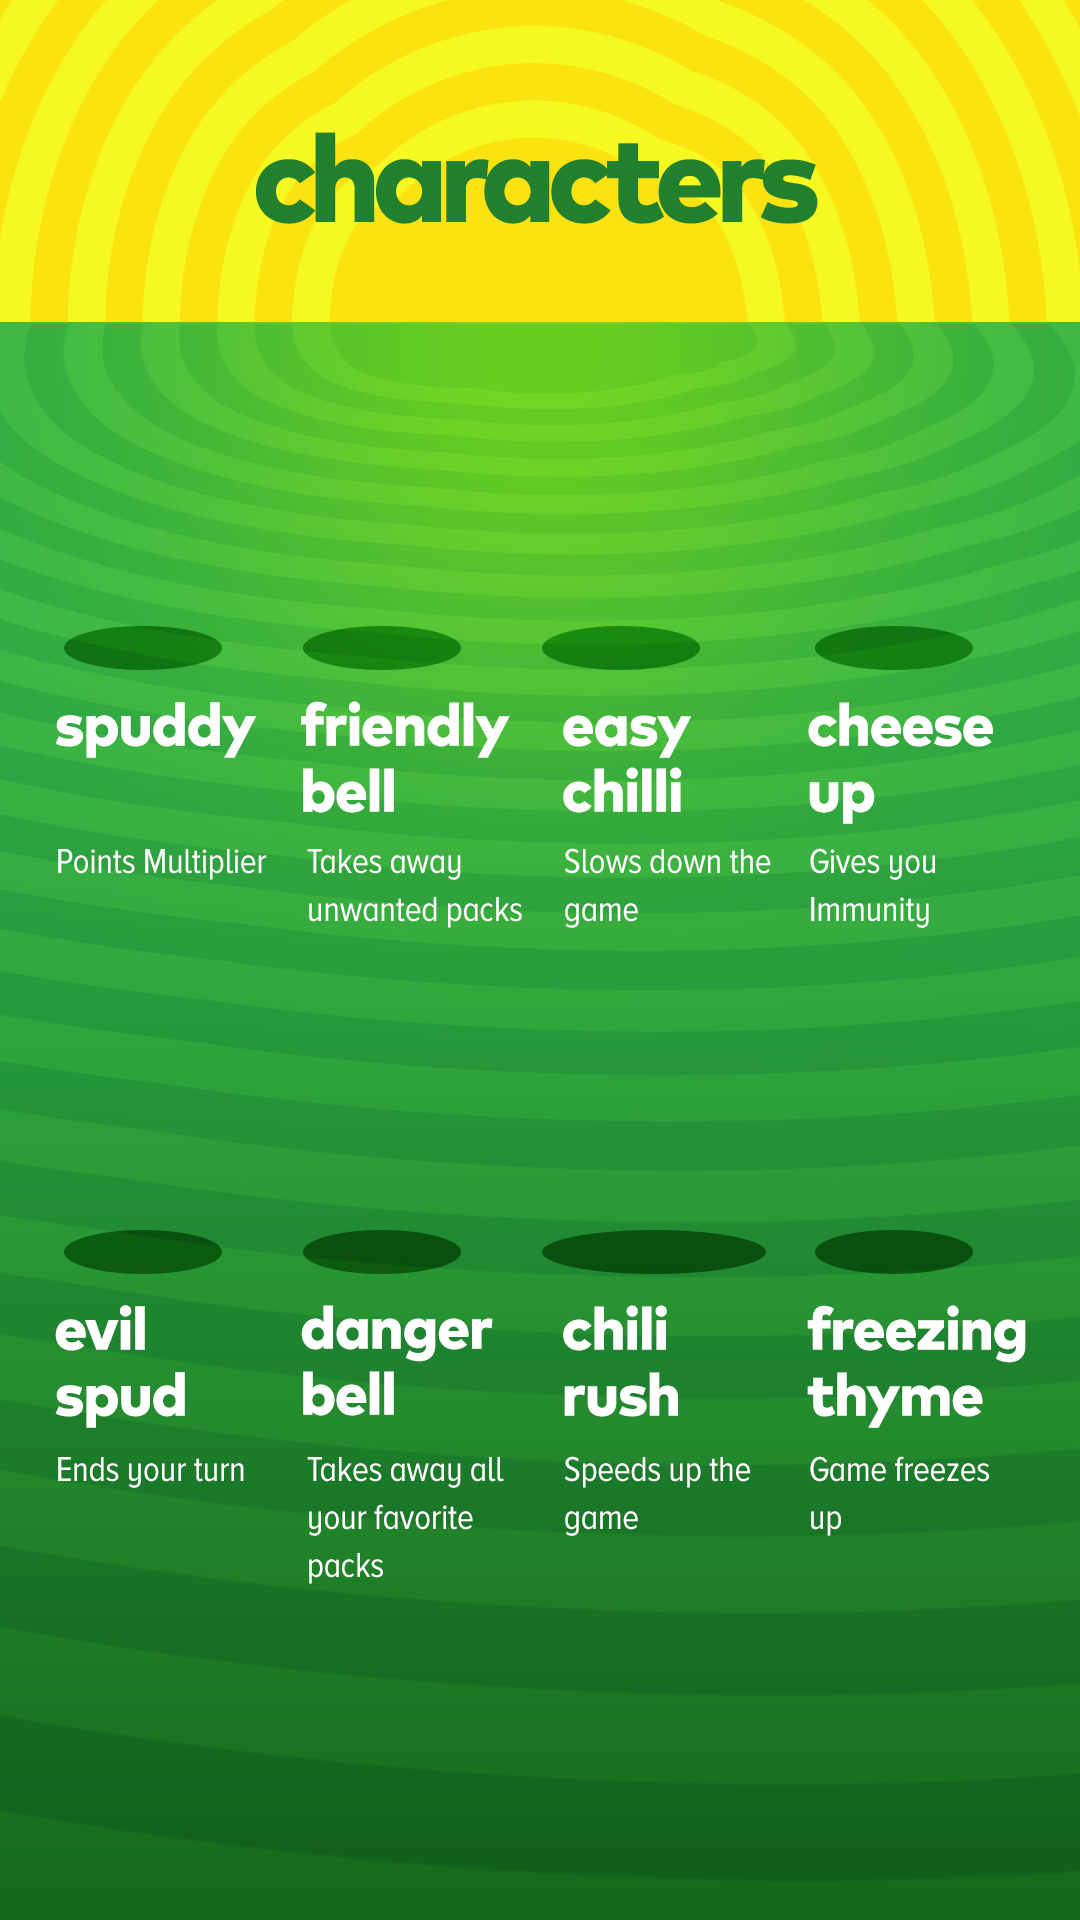 characters
spuddy
Points Multiplier
friendly
bell
Takes away
unwanted packs
easy
chilli
Slows down the
game
cheese
up
Gives you
Immunity
evil
spud
Ends your turn
danger
bell
Takes away all
your favorite
packs
chili
rush
Speeds up the
game
freezing
thyme
Game freezes
up